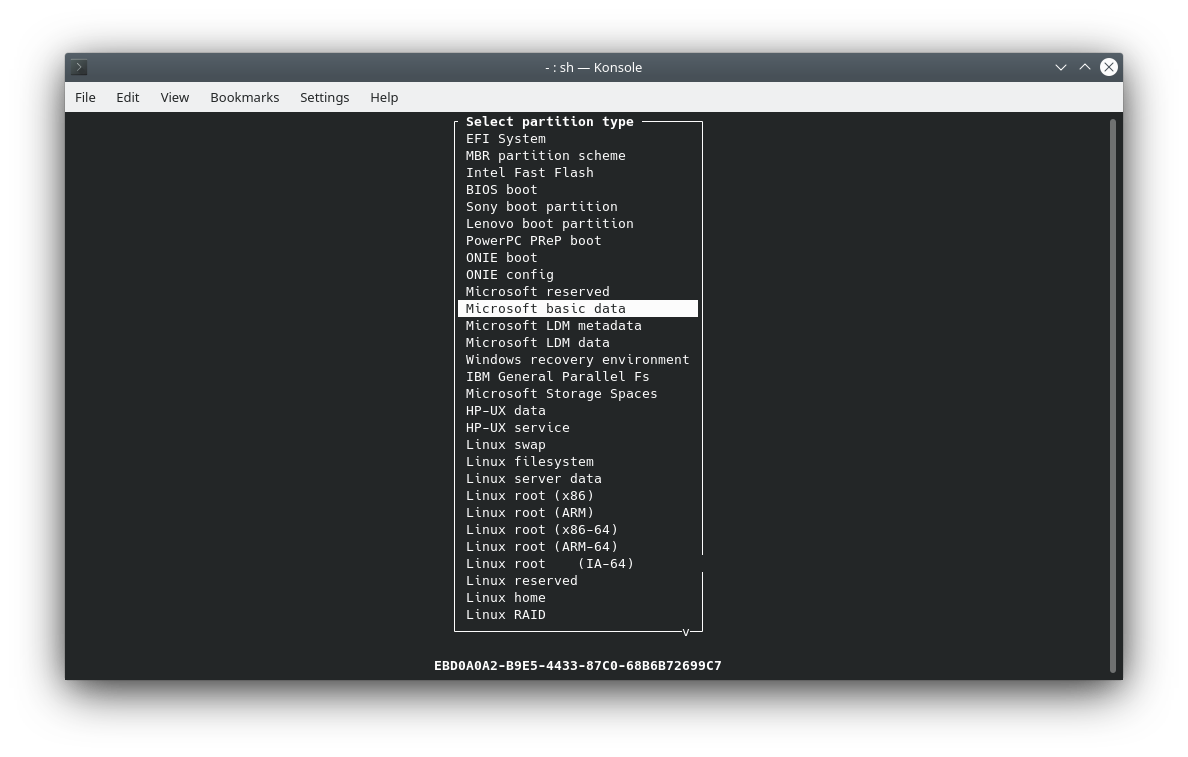 - : sh — Konsole
File Edit View Bookmarks Settings Help
Select partition type
EFI System
MBR partition scheme
Intel Fast Flash
BIOS boot
Sony boot partition
Lenovo boot partition
PowerPC PReP boot
ONIE boot
ONIE config
Microsoft reserved
Microsoft basic data
Microsoft LDM metadata
Microsoft LDM data
Windows recovery environment
IBM General Parallel Fs
Microsoft Storage Spaces
HP-UX data
HP-UX service
Linux swap
Linux filesystem
Linux server data
Linux root (x86)
Linux root (ARM)
Linux root (x86-64)
Linux root (ARM-64)
Linux root    (IA-64)
Linux reserved
Linux home
Linux RAID
v
EBD0A0A2-B9E5-4433-87C0-68B6B72699C7